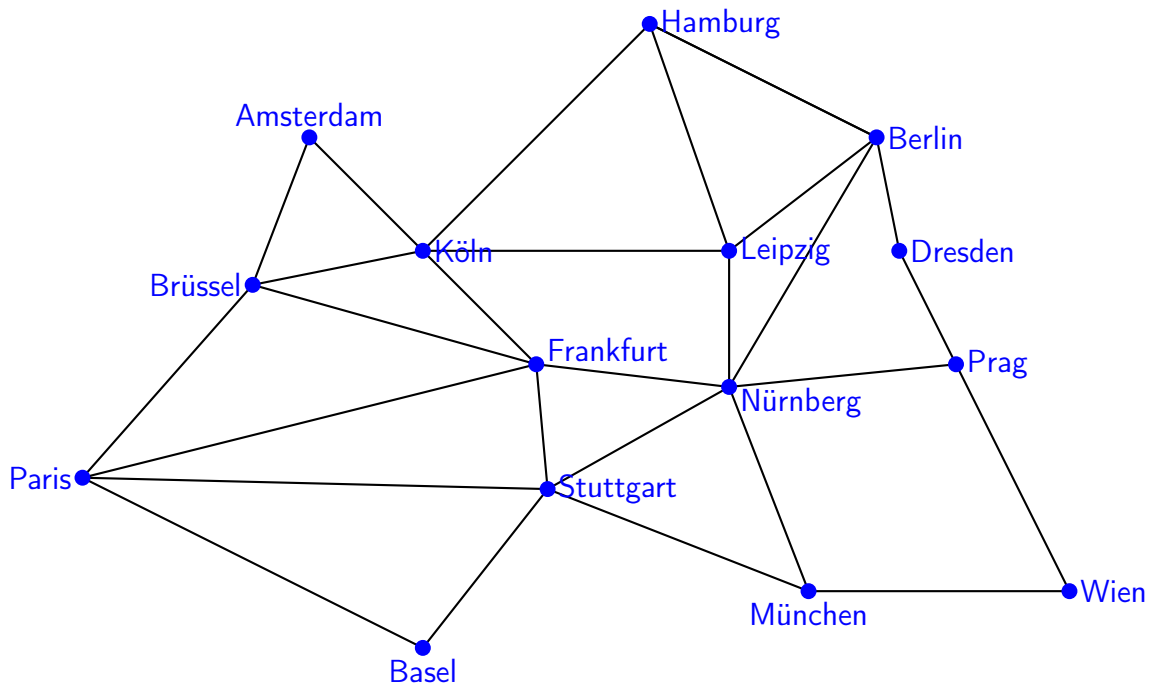 Hamburg
Amsterdam
Berlin
Köln
Leipzig
Dresden
Brüssel
Frankfurt
Prag
Nürnberg
Paris
Stuttgart
Wien
München
Basel